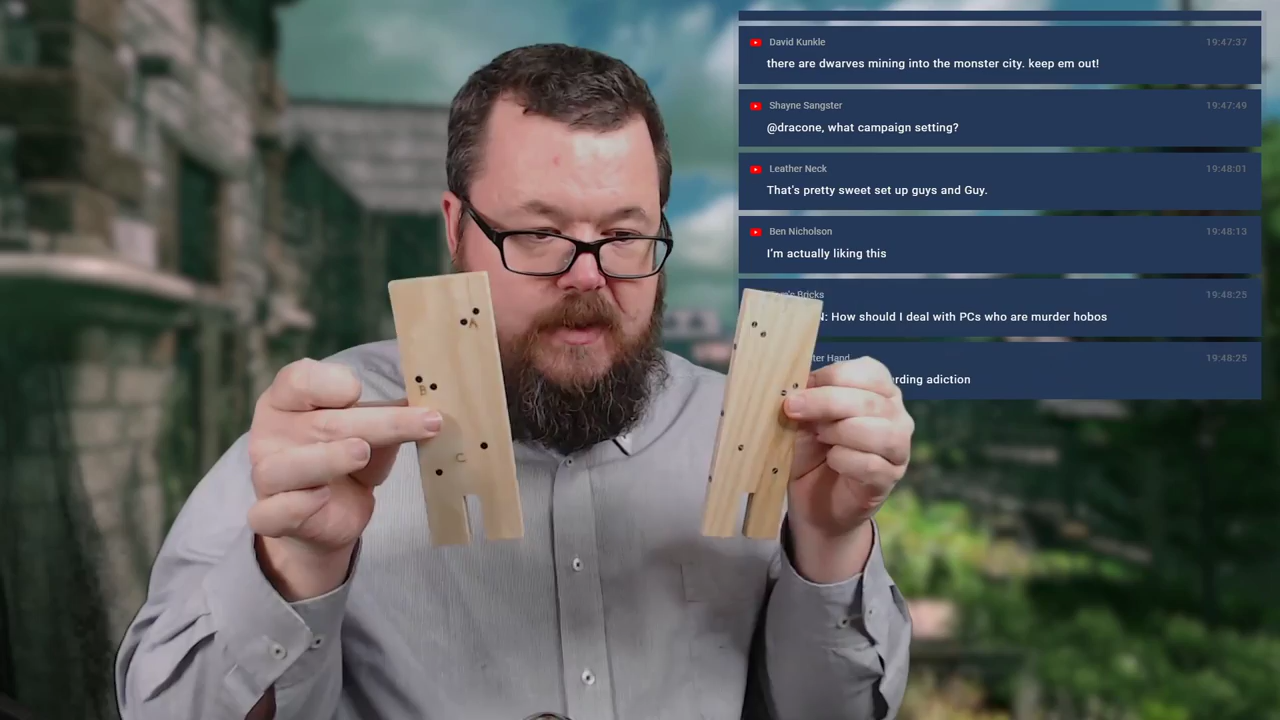 David Kunkle 19:47:37
there are dwarves mining into the monster city. keep em out!
Shayne Sangster 19:47:49
@dracone, what campaign setting?
Leather Neck 19:48:01
That's pretty sweet set up guys and Guy.
Ben Nicholson 19:48:13
I'm actually liking this
Bricks 19:48:25
How should I deal with PCs who are murder hobos
Hand 19:48:25
adiction
A
B
C